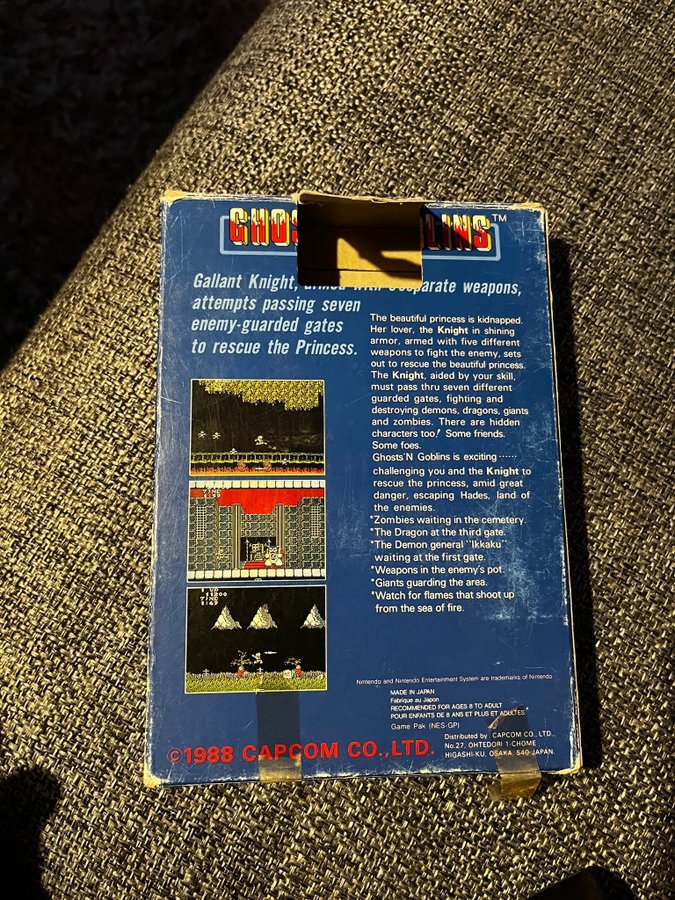 GHOS LINS™
Gallant Knight, armed with 5 separate weapons,
attempts passing seven
enemy-guarded gates
to rescue the Princess.
The beautiful princess is kidnapped.
Her lover, the Knight in shining
armor, armed with five different
weapons to fight the enemy, sets
out to rescue the beautiful princess.
The Knight, aided by your skill,
must pass thru seven different
guarded gates, fighting and
destroying demons, dragons, giants
and zombies. There are hidden
characters too! Some friends.
Some foes.
Ghosts'N Goblins is exciting ······
challenging you and the Knight to
rescue the princess, amid great
danger, escaping Hades, land of
the enemies.
*Zombies waiting in the cemetery.
*The Dragon at the third gate.
*The Demon general "Ikkaku"
waiting at the first gate.
*Weapons in the enemy's pot.
*Giants guarding the area.
*Watch for flames that shoot up
from the sea of fire.
Nintendo and Nintendo Entertainment System are trademarks of Nintendo
MADE IN JAPAN
Fabrique au Japon
RECOMMENDED FOR AGES 8 TO ADULT
POUR ENFANTS DE 8 ANS ET PLUS ET ADULTES
Game Pak (NES-GP)
Distributed by CAPCOM CO., LTD.,
No.27, OHTEDORI 1-CHOME
HIGASHI-KU, OSAKA, 540 JAPAN.
©1988 CAPCOM CO.,LTD.